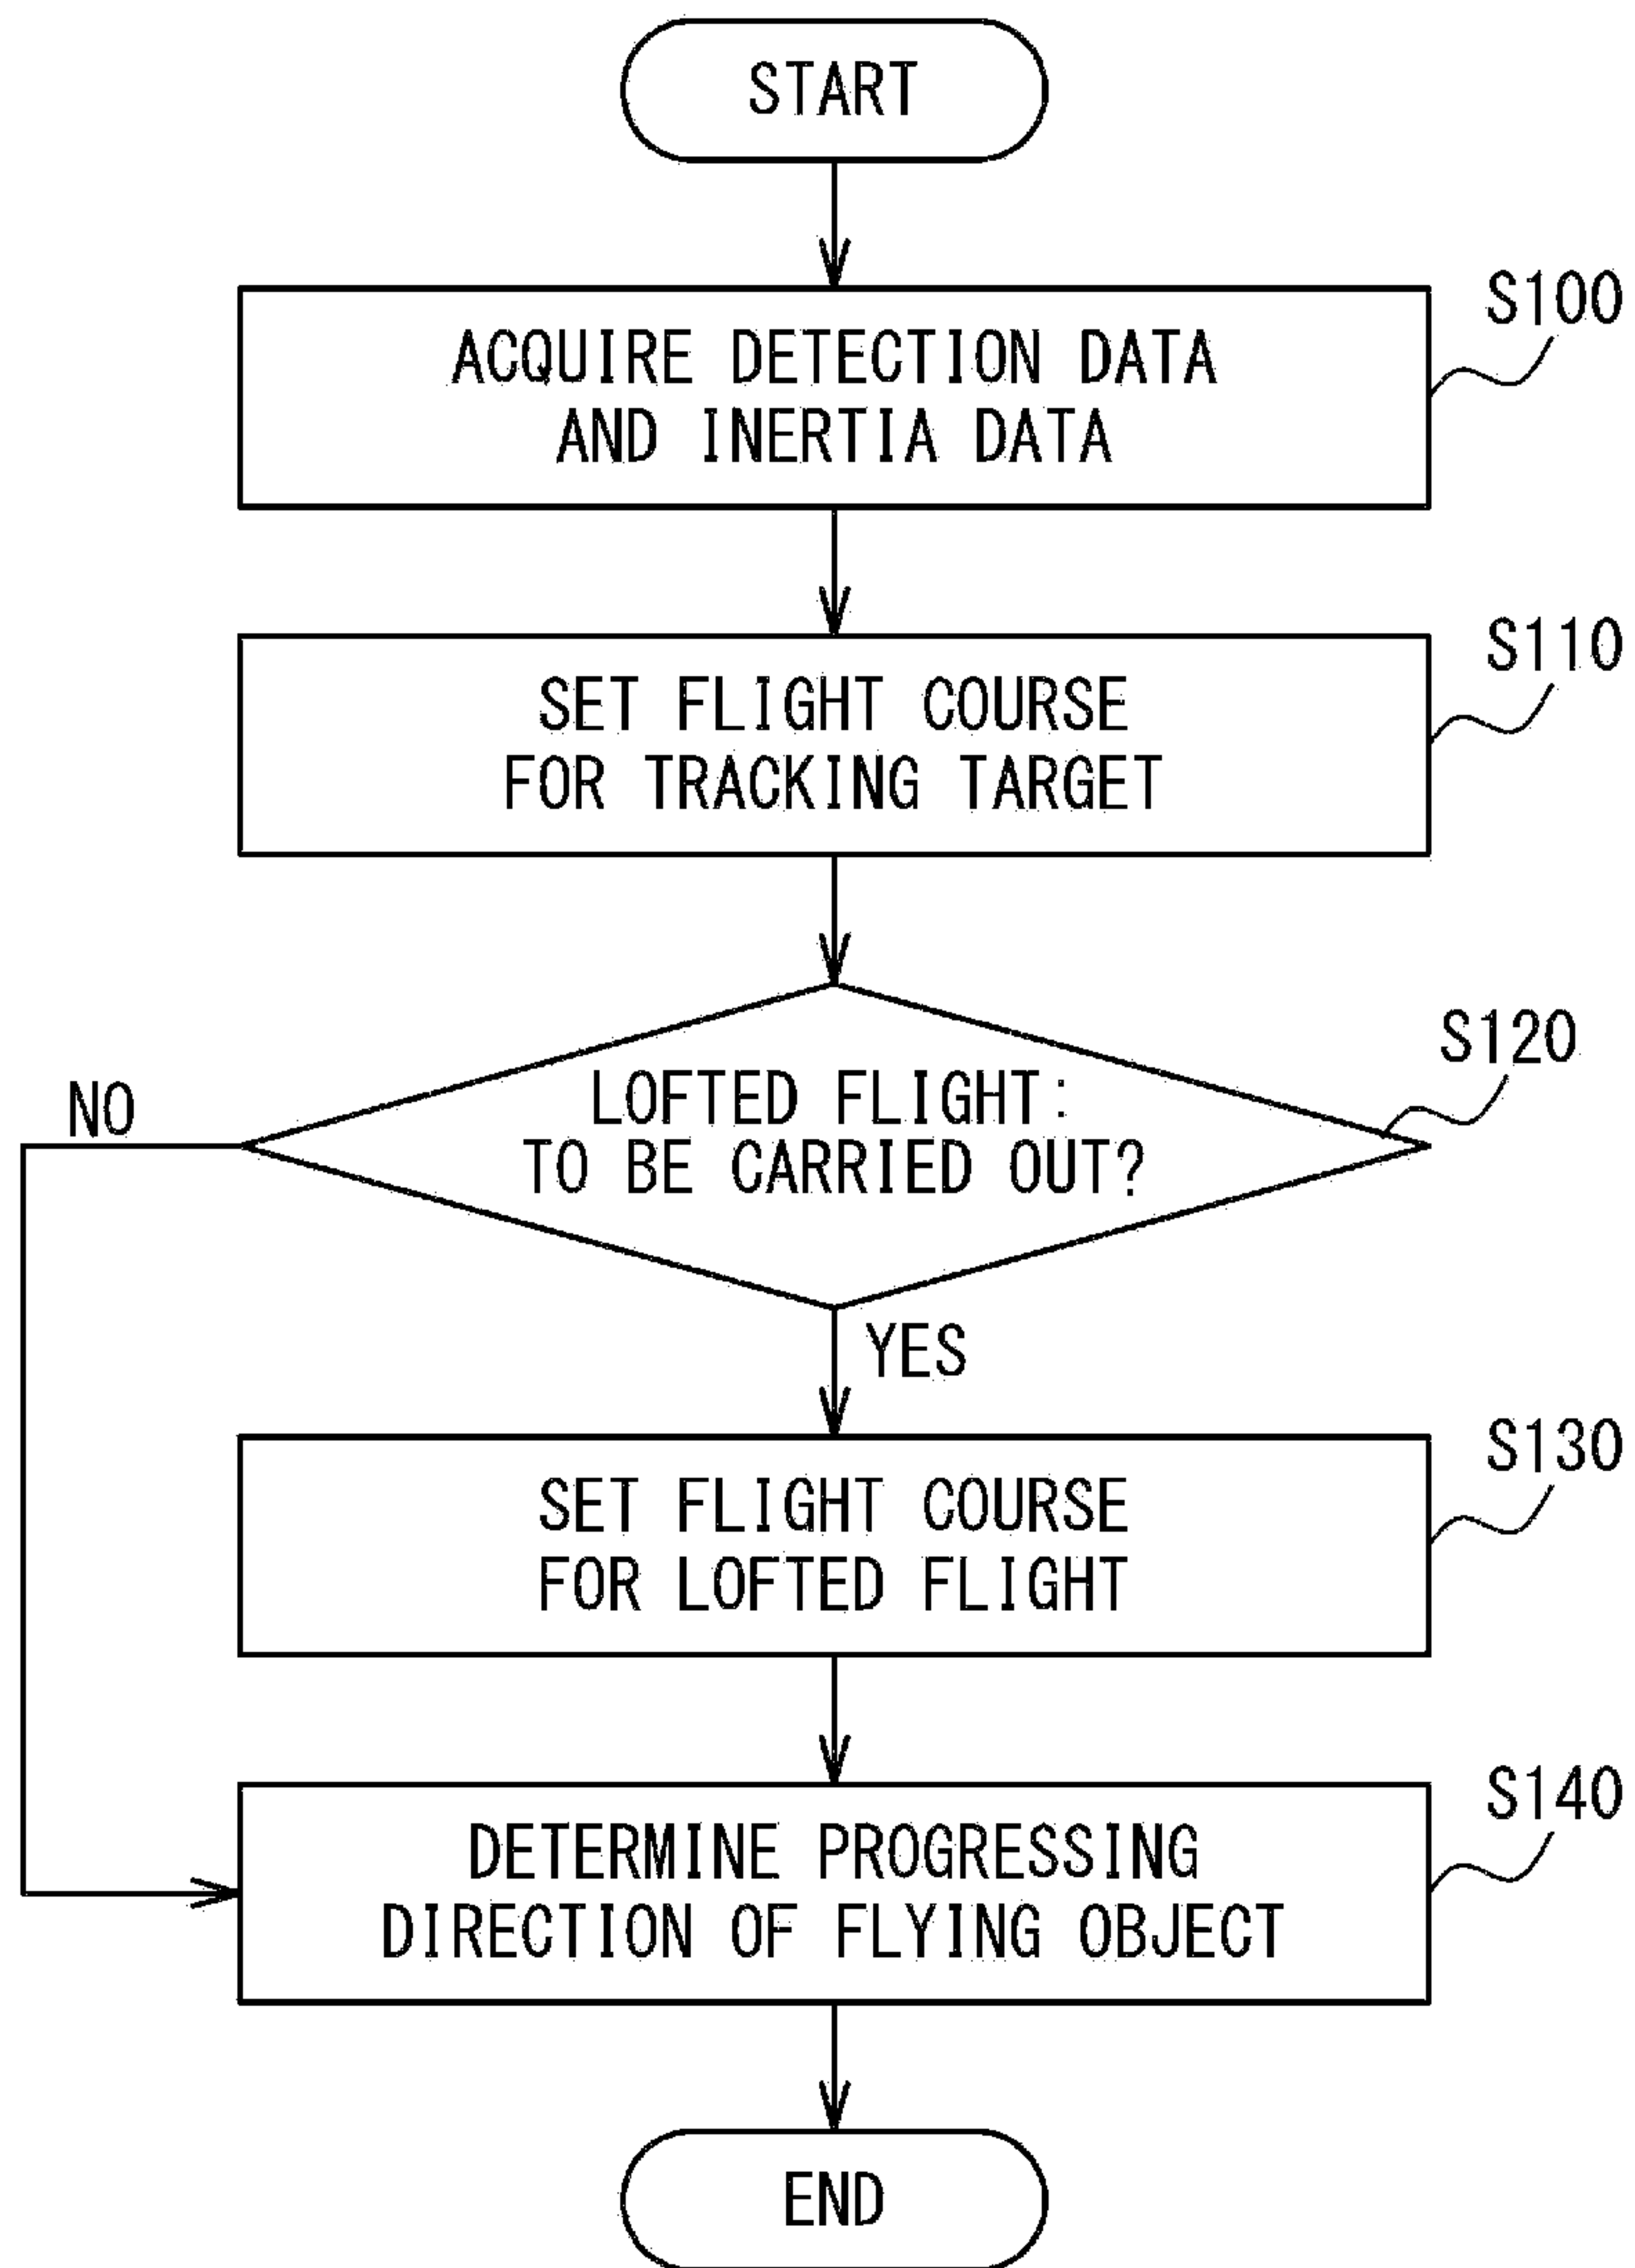 START
S100
ACQUIRE DETECTION DATA
AND INERTIA DATA
S110
SET FLIGHT COURSE
FOR TRACKING TARGET
S120
NO
LOFTED FLIGHT:
TO BE CARRIED OUT?
YES
S130
SET FLIGHT COURSE
FOR LOFTED FLIGHT
S140
DETERMINE PROGRESSING
DIRECTION OF FLYING OBJECT
END